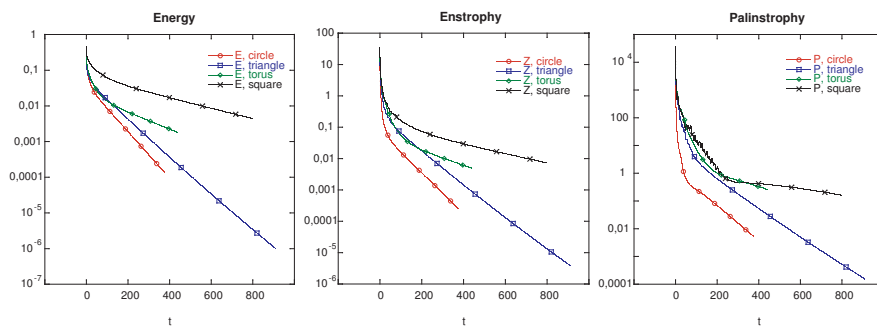 Energy
1
0,1
0,01
0,001
0,0001
10^-5
10^-6
10^-7
E, circle
E, triangle
E, torus
E, square
0 200 400 600 800
t
Enstrophy
100
10
1
0,1
0,01
0,001
0,0001
10^-5
10^-6
Z, circle
Z, triangle
Z, torus
Z, square
0 200 400 600 800
t
Palinstrophy
10^4
100
1
0,01
0,0001
P, circle
P, triangle
P, torus
P, square
0 200 400 600 800
t